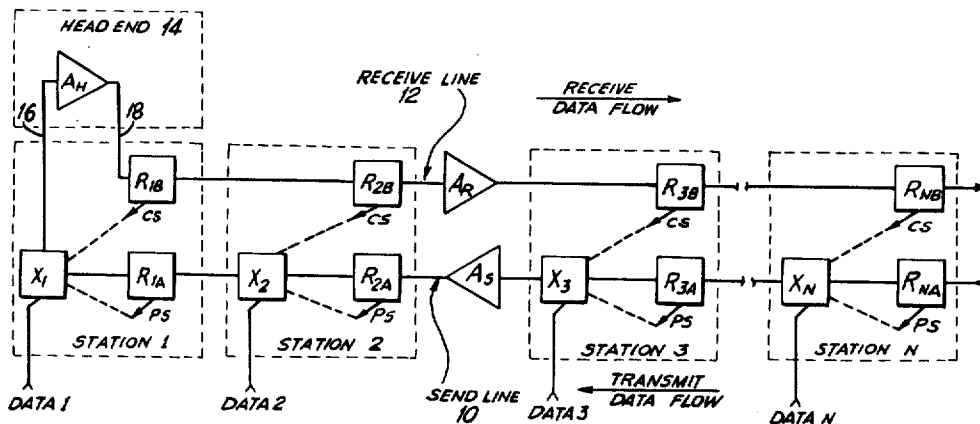 HEAD END 14
A_H
16
18
RECEIVE LINE
12
RECEIVE
DATA FLOW
R_1B
R_2B
A_R
R_3B
R_NB
CS
CS
CS
CS
X_1
R_1A
X_2
R_2A
A_S
X_3
R_3A
X_N
R_NA
PS
PS
PS
PS
STATION 1
STATION 2
STATION 3
STATION N
SEND LINE
10
TRANSMIT
DATA FLOW
DATA 1
DATA 2
DATA 3
DATA N